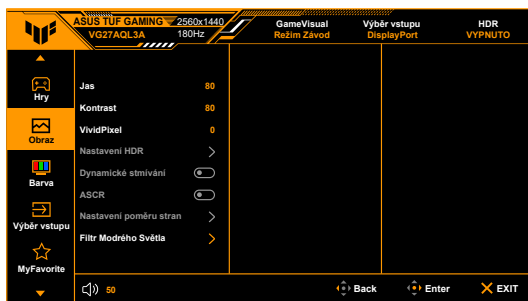 ASUS TUF GAMING 2560x1440
VG27AQL3A 180Hz
GameVisual
Režim Závod
Výběr vstupu
DisplayPort
HDR
VYPNUTO
Hry
Obraz
Barva
Výběr vstupu
MyFavorite
Jas 80
Kontrast 80
VividPixel 0
Nastavení HDR
Dynamické stmívání
ASCR
Nastavení poměru stran
Filtr Modrého Světla
50
Back
Enter
EXIT